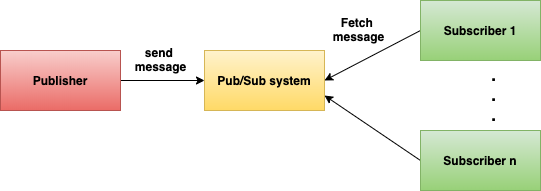 Publisher
send
message
Pub/Sub system
Fetch
message
Subscriber 1
Subscriber n